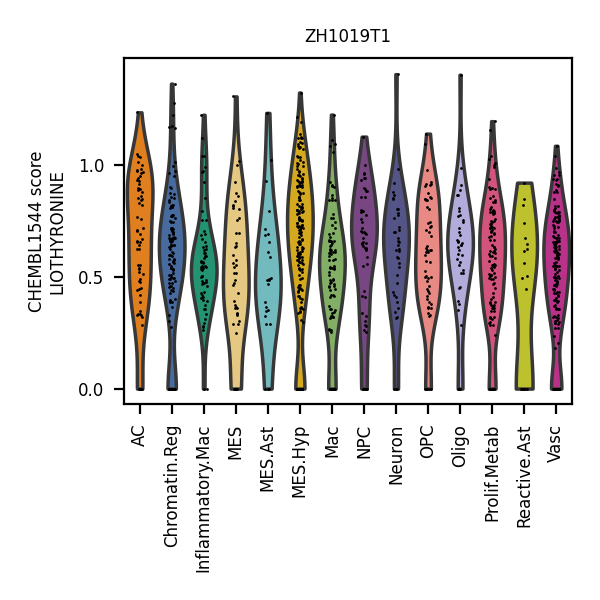 ZH1019T1
CHEMBL1544 score
LIOTHYRONINE
1.0
0.5
0.0
AC
Chromatin.Reg
Inflammatory.Mac
MES
MES.Ast
MES.Hyp
Mac
NPC
Neuron
OPC
Oligo
Prolif.Metab
Reactive.Ast
Vasc